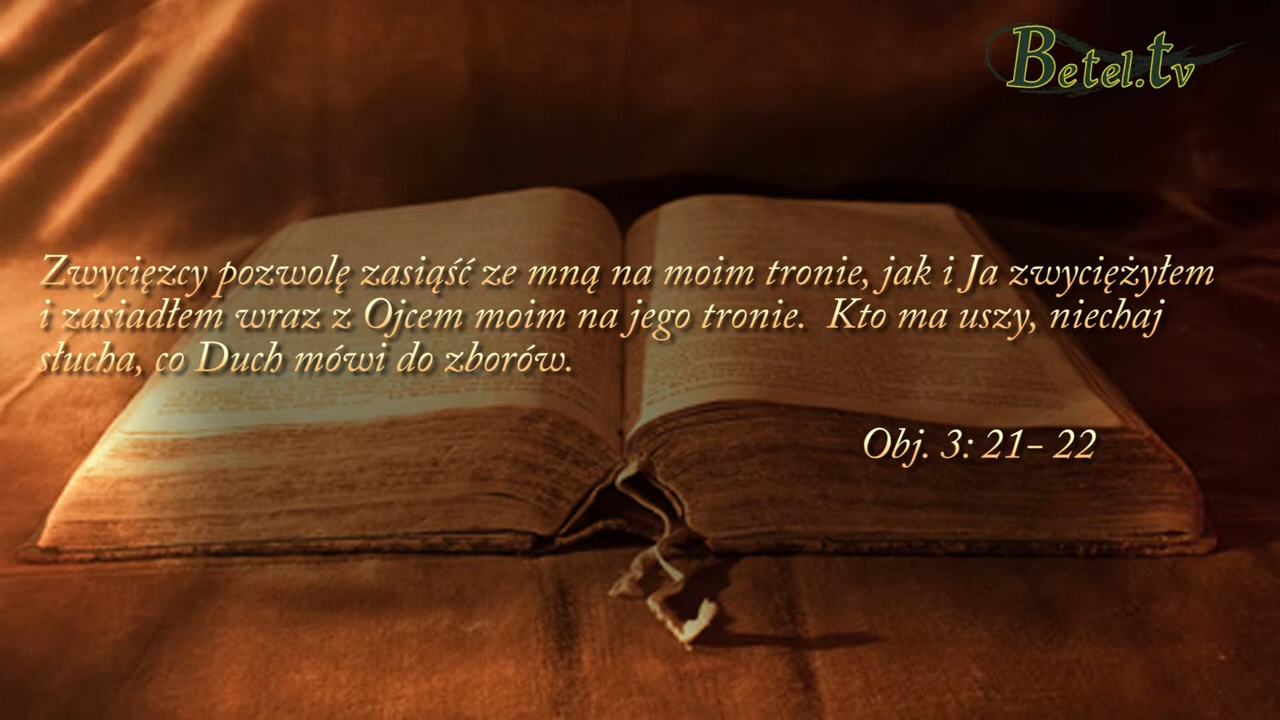 Betel.tv
Zwycięzcy pozwolę zasiąść ze mną na moim tronie, jak i Ja zwyciężyłem
i zasiadłem wraz z Ojcem moim na jego tronie.  Kto ma uszy, niechaj
słucha, co Duch mówi do zborów.
Obj. 3: 21– 22